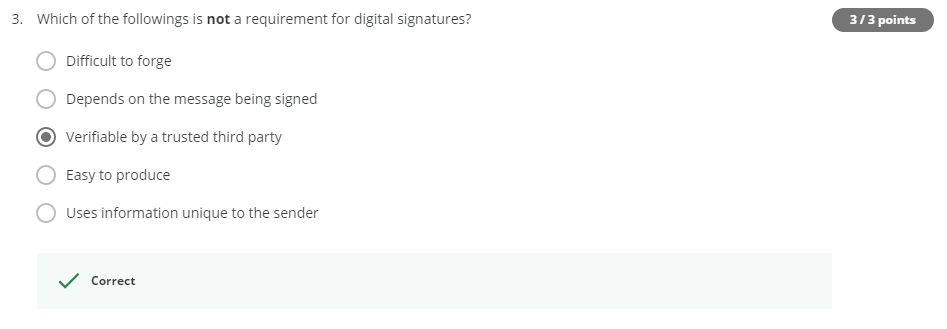 3. Which of the followings is not a requirement for digital signatures?
3 / 3 points
Difficult to forge
Depends on the message being signed
Verifiable by a trusted third party
Easy to produce
Uses information unique to the sender
Correct